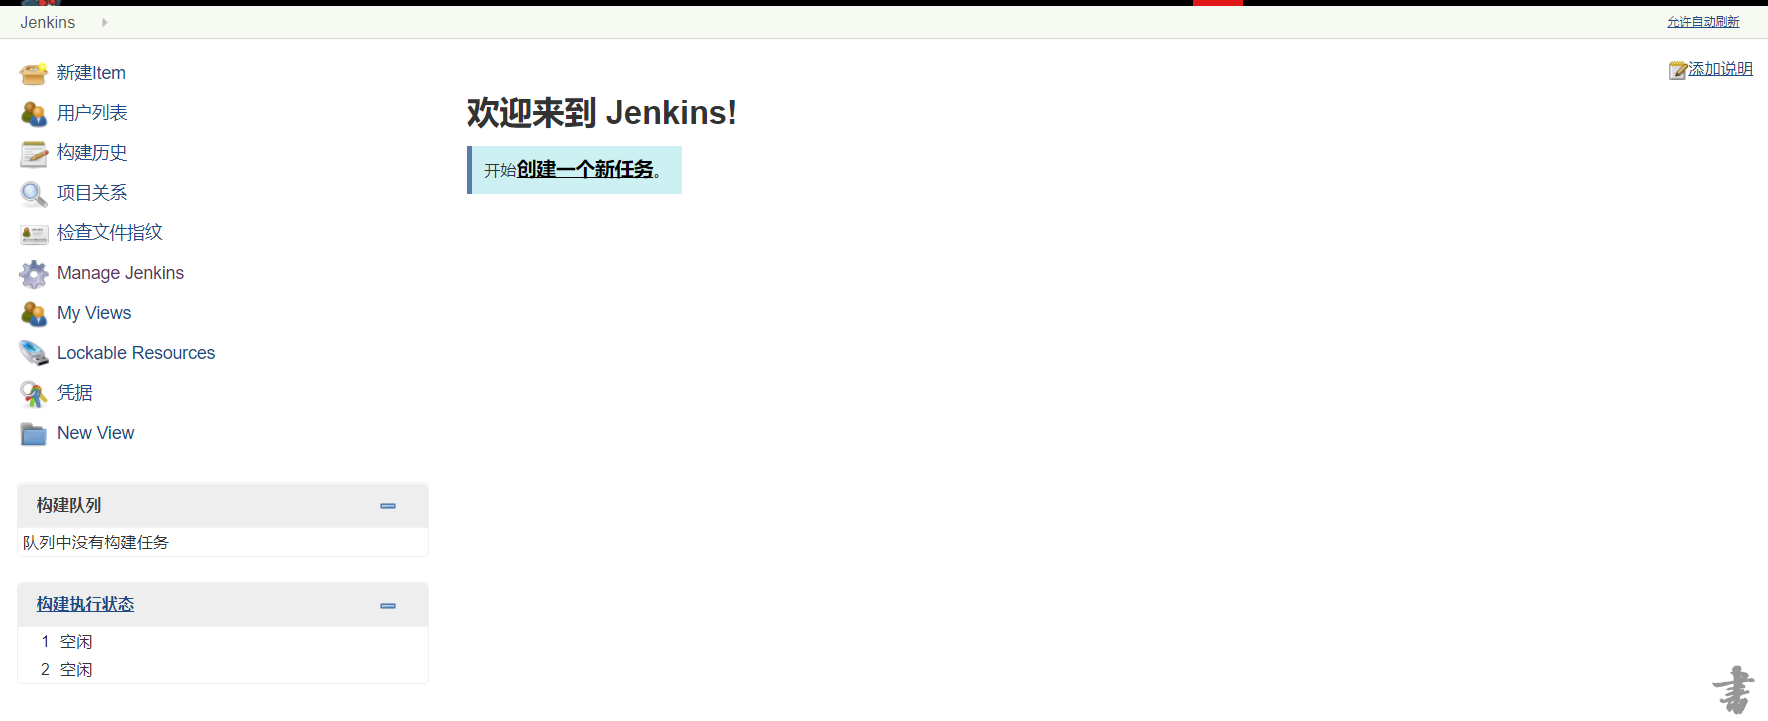 Jenkins
允许自动刷新
新建Item
用户列表
构建历史
项目关系
检查文件指纹
Manage Jenkins
My Views
Lockable Resources
凭据
New View
构建队列
队列中没有构建任务
构建执行状态
1 空闲
2 空闲
添加说明
欢迎来到 Jenkins!
开始创建一个新任务。
書